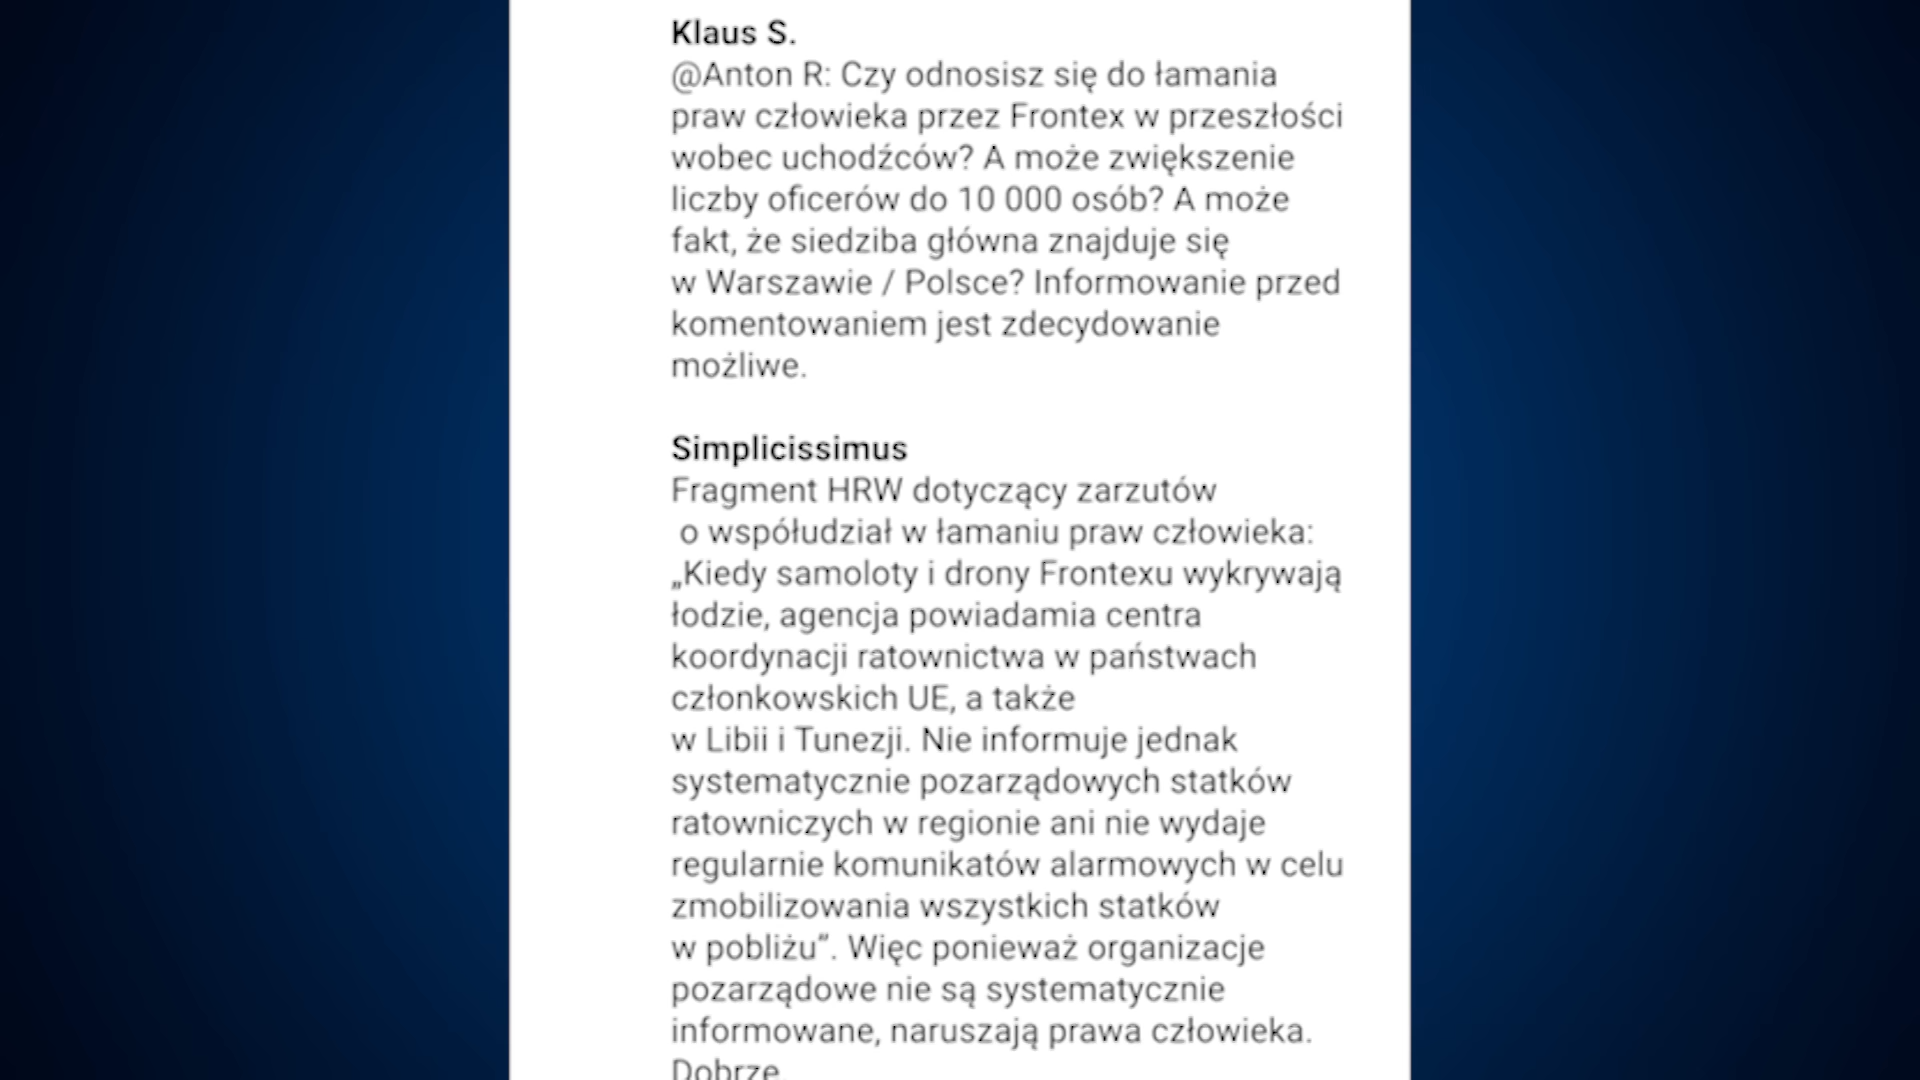 Klaus S.
@Anton R: Czy odnosisz się do łamania
praw człowieka przez Frontex w przeszłości
wobec uchodźców? A może zwiększenie
liczby oficerów do 10 000 osób? A może
fakt, że siedziba główna znajduje się
w Warszawie / Polsce? Informowanie przed
komentowaniem jest zdecydowanie
możliwe.
Simplicissimus
Fragment HRW dotyczący zarzutów
o współudział w łamaniu praw człowieka:
„Kiedy samoloty i drony Frontexu wykrywają
łodzie, agencja powiadamia centra
koordynacji ratownictwa w państwach
członkowskich UE, a także
w Libii i Tunezji. Nie informuje jednak
systematycznie pozarządowych statków
ratowniczych w regionie ani nie wydaje
regularnie komunikatów alarmowych w celu
zmobilizowania wszystkich statków
w pobliżu”. Więc ponieważ organizacje
pozarządowe nie są systematycznie
informowane, naruszają prawa człowieka.
Dobrze.